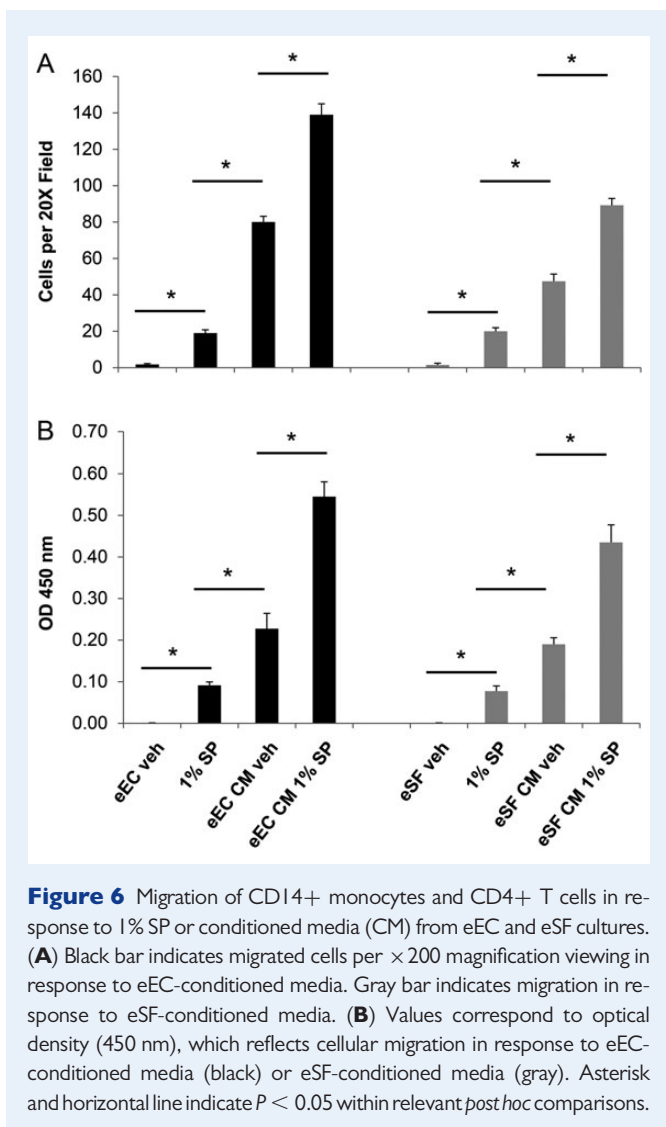 A
Cells per 20X Field
160
140
120
100
80
60
40
20
0
*
*
*
*
*
*
B
OD 450 nm
0.70
0.60
0.50
0.40
0.30
0.20
0.10
0.00
*
*
*
*
*
*
eEC veh
1% SP
eEC CM veh
eEC CM 1% SP
eSF veh
1% SP
eSF CM veh
eSF CM 1% SP
Figure 6 Migration of CD14+ monocytes and CD4+ T cells in re-
sponse to 1% SP or conditioned media (CM) from eEC and eSF cultures.
(A) Black bar indicates migrated cells per ×200 magnification viewing in
response to eEC-conditioned media. Gray bar indicates migration in re-
sponse to eSF-conditioned media. (B) Values correspond to optical
density (450 nm), which reflects cellular migration in response to eEC-
conditioned media (black) or eSF-conditioned media (gray). Asterisk
and horizontal line indicate P < 0.05 within relevant post hoc comparisons.